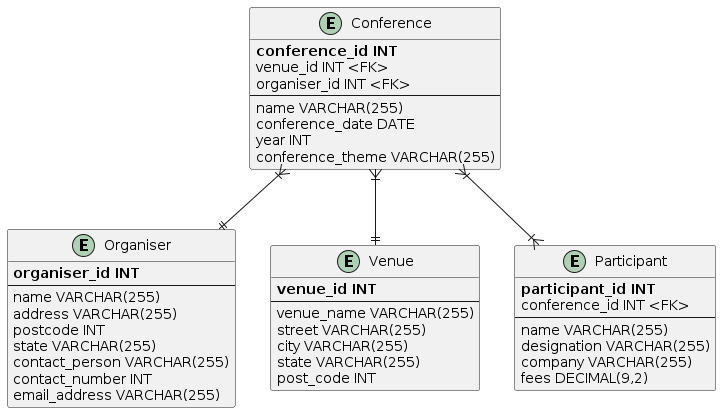 E Conference
conference_id INT
venue_id INT <FK>
organiser_id INT <FK>
name VARCHAR(255)
conference_date DATE
year INT
conference_theme VARCHAR(255)
E Organiser
organiser_id INT
name VARCHAR(255)
address VARCHAR(255)
postcode INT
state VARCHAR(255)
contact_person VARCHAR(255)
contact_number INT
email_address VARCHAR(255)
E Venue
venue_id INT
venue_name VARCHAR(255)
street VARCHAR(255)
city VARCHAR(255)
state VARCHAR(255)
post_code INT
E Participant
participant_id INT
conference_id INT <FK>
name VARCHAR(255)
designation VARCHAR(255)
company VARCHAR(255)
fees DECIMAL(9,2)